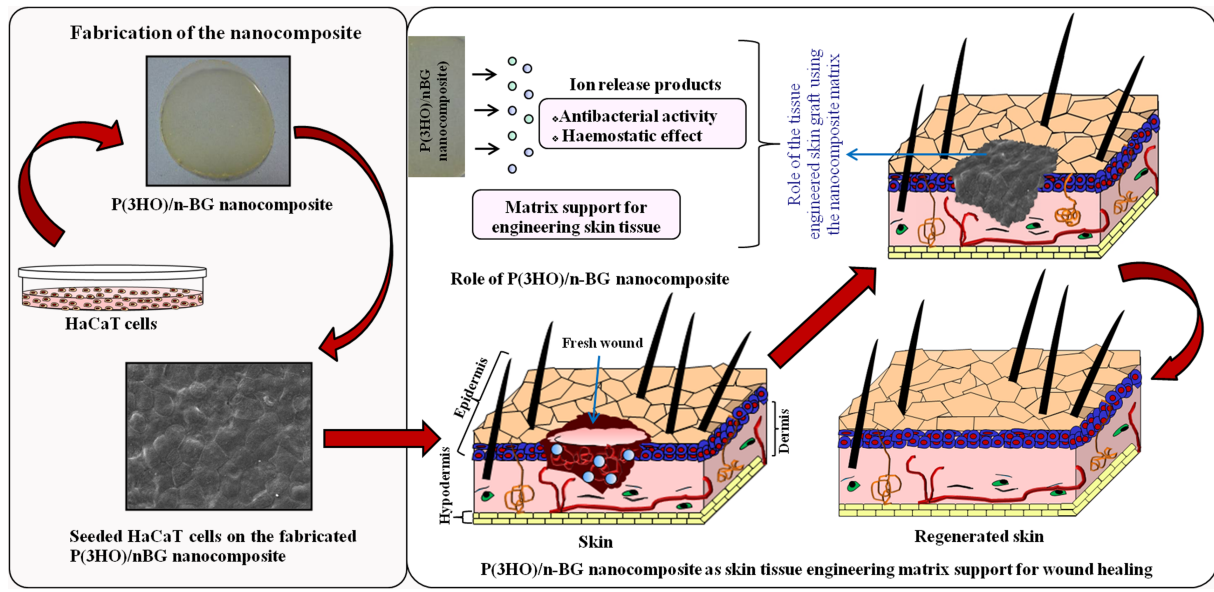 Fabrication of the nanocomposite
P(3HO)/n-BG nanocomposite
HaCaT cells
Seeded HaCaT cells on the fabricated
P(3HO)/nBG nanocomposite
P(3HO)/nBG
nanocomposite)
Ion release products
❖Antibacterial activity
❖Haemostatic effect
Matrix support for
engineering skin tissue
Role of P(3HO)/n-BG nanocomposite
Role of the tissue
engineered skin graft using
the nanocomposite matrix
Fresh wound
Epidermis
Dermis
Hypodermis
Skin
Regenerated skin
P(3HO)/n-BG nanocomposite as skin tissue engineering matrix support for wound healing